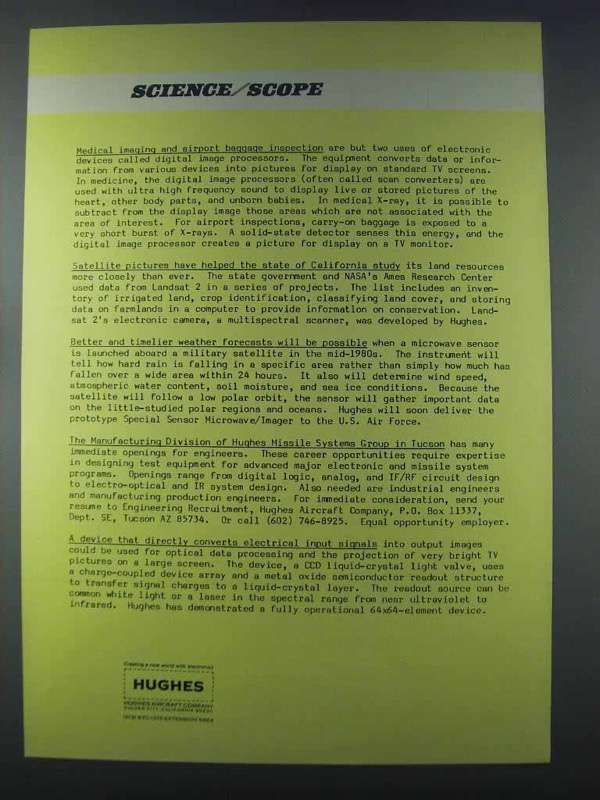 SCIENCE/SCOPE
Medical imaging and airport baggage inspection are but two uses of electronic
devices called digital image processors. The equipment converts data or infor-
mation from various devices into pictures for display on standard TV screens.
In medicine, the digital image processors (often called scan converters) are
used with ultra high frequency sound to display live or stored pictures of the
heart, other body parts, and unborn babies. In medical X-ray, it is possible to
subtract from the display image those areas which are not associated with the
area of interest. For airport inspections, carry-on baggage is exposed to a
very short burst of X-rays. A solid-state detector senses this energy, and the
digital image processor creates a picture for display on a TV monitor.
Satellite pictures have helped the state of California study its land resources
more closely than ever. The state government and NASA's Ames Research Center
used data from Landsat 2 in a series of projects. The list includes an inven-
tory of irrigated land, crop identification, classifying land cover, and storing
data on farmlands in a computer to provide information on conservation. Land-
sat 2's electronic camera, a multispectral scanner, was developed by Hughes.
Better and timelier weather forecasts will be possible when a microwave sensor
is launched aboard a military satellite in the mid-1980s. The instrument will
tell how hard rain is falling in a specific area rather than simply how much has
fallen over a wide area within 24 hours. It also will determine wind speed,
atmospheric water content, soil moisture, and sea ice conditions. Because the
satellite will follow a low polar orbit, the sensor will gather important data
on the little-studied polar regions and oceans. Hughes will soon deliver the
prototype Special Sensor Microwave/Imager to the U.S. Air Force.
The Manufacturing Division of Hughes Missile Systems Group in Tucson has many
immediate openings for engineers. These career opportunities require expertise
in designing test equipment for advanced major electronic and missile system
programs. Openings range from digital logic, analog, and IF/RF circuit design
to electro-optical and IR system design. Also needed are industrial engineers
and manufacturing production engineers. For immediate consideration, send your
resume to Engineering Recruitment, Hughes Aircraft Company, P.O. Box 11337,
Dept. SE, Tucson AZ 85734. Or call (602) 746-8925. Equal opportunity employer.
A device that directly converts electrical input signals into output images
could be used for optical data processing and the projection of very bright TV
pictures on a large screen. The device, a CCD liquid-crystal light valve, uses
a charge-coupled device array and a metal oxide semiconductor readout structure
to transfer signal charges to a liquid-crystal layer. The readout source can be
common white light or a laser in the spectral range from near ultraviolet to
infrared. Hughes has demonstrated a fully operational 64x64-element device.
Creating a new world with electronics
HUGHES
HUGHES AIRCRAFT COMPANY
CULVER CITY, CALIFORNIA 90230